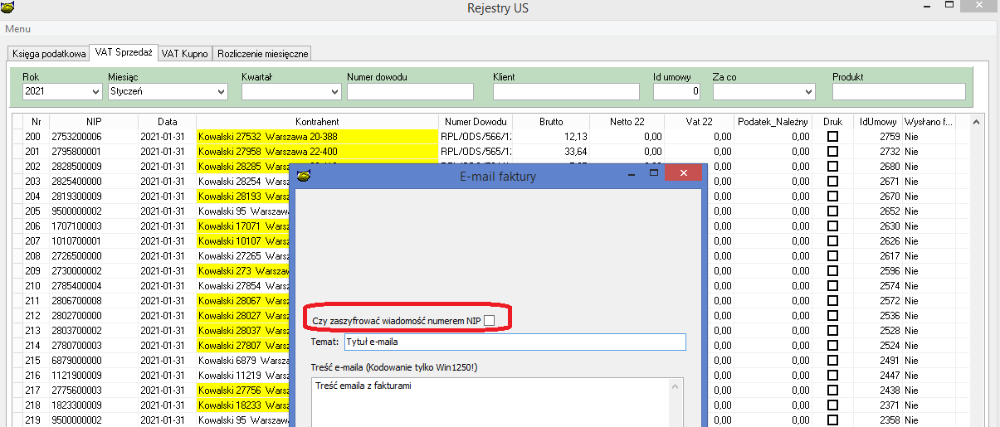 Rejestry US
Menu
Księga podatkowa VAT Sprzedaż VAT Kupno Rozliczenie miesięczne
Rok Miesiąc Kwartał Numer dowodu Klient Id umowy Za co Produkt
2021 Styczeń 0
Nr NIP Data Kontrahent Numer Dowodu Brutto Netto 22 Vat 22 Podatek_Należny Druk IdUmowy Wysłano f...
200 2753200006 2021-01-31 Kowalski 27532 Warszawa 20-388 RPL/ODS/566/1: 12,13 0,00 0,00 0,00 2759 Nie
201 2795800001 2021-01-31 Kowalski 27958 Warszawa 22-400 RPL/ODS/565/1: 33,64 0,00 0,00 0,00 2732 Nie
202 2828500009 2021-01-31 Kowalski 28285 Warszawa 0,00 2680 Nie
E-mail faktury
203 2825400000 2021-01-31 Kowalski 28254 Warsz 0,00 0,00 2671 Nie
204 2819300009 2021-01-31 Kowalski 28193 Warsz 0,00 0,00 2670 Nie
205 9500000002 2021-01-31 Kowalski 95 Warszaw 0,00 0,00 2652 Nie
206 1707100003 2021-01-31 Kowalski 17071 Warsz 0,00 0,00 2630 Nie
207 1010700001 2021-01-31 Kowalski 10107 Warsz 0,00 0,00 2626 Nie
208 2726500000 2021-01-31 Kowalski 27265 Warsz 0,00 0,00 2617 Nie
209 2730000002 2021-01-31 Kowalski 273 Warszaw 0,00 0,00 2596 Nie
210 2785400004 2021-01-31 Kowalski 27854 Warsz 0,00 0,00 2574 Nie
211 2806700008 2021-01-31 Kowalski 28067 Warsz 0,00 0,00 2572 Nie
212 2802700000 2021-01-31 Kowalski 28027 Warsz 0,00 0,00 2536 Nie
213 2803700002 2021-01-31 Kowalski 28037 Warsz 0,00 0,00 2528 Nie
214 2780700003 2021-01-31 Kowalski 27807 Warsz 0,00 0,00 2524 Nie
215 6879000000 2021-01-31 Kowalski 6879 Warsza 0,00 0,00 2491 Nie
216 1121900009 2021-01-31 Kowalski 11219 Warsz 0,00 0,00 2447 Nie
217 2775600003 2021-01-31 Kowalski 27756 Warsz 0,00 0,00 2438 Nie
218 1823300009 2021-01-31 Kowalski 18233 Warsz 0,00 0,00 2371 Nie
219 9500000002 2021-01-31 Kowalski 95 Warszaw 0,00 0,00 2358 Nie
Czy zaszyfrować wiadomość numerem NIP
Temat: Tytuł e-maila
Treść e-maila (Kodowanie tylko Win1250!)
Treść emaila z fakturami